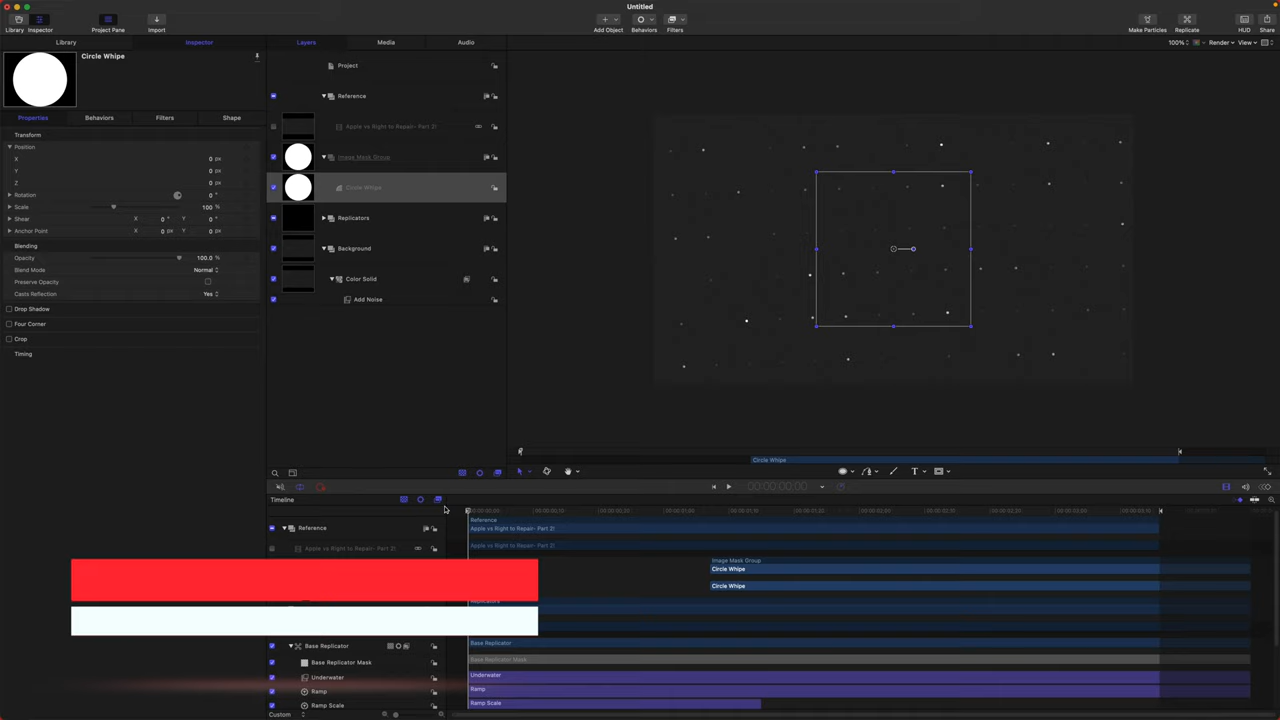 Untitled
Library
Inspector
Project Pane
Import
Add Object
Behaviors
Filters
Make Particles
Replicate
HUD
Share
Library
Inspector
Layers
Media
Audio
100%
Render
View
Circle Whipe
Project
Reference
Properties
Behaviors
Filters
Shape
Apple vs Right to Repair- Part 2!
Transform
Position
X 0 px
Y 0 px
Z 0 px
Image Mask Group
Circle Whipe
Rotation 0 °
Scale 100 %
Shear X 0 ° Y 0 °
Anchor Point X 0 px Y 0 px
Replicators
Blending
Opacity 100.0 %
Blend Mode Normal
Preserve Opacity
Casts Reflection Yes
Background
Color Solid
Add Noise
Drop Shadow
Four Corner
Crop
Timing
Circle Whipe
00:00:00;00
Timeline
Reference
Apple vs Right to Repair- Part 2!
Reference
Apple vs Right to Repair- Part 2!
Apple vs Right to Repair- Part 2!
Image Mask Group
Circle Whipe
Circle Whipe
Replicators
Base Replicator
Base Replicator Mask
Underwater
Ramp
Ramp Scale
Base Replicator
Base Replicator Mask
Underwater
Ramp
Ramp Scale
Custom